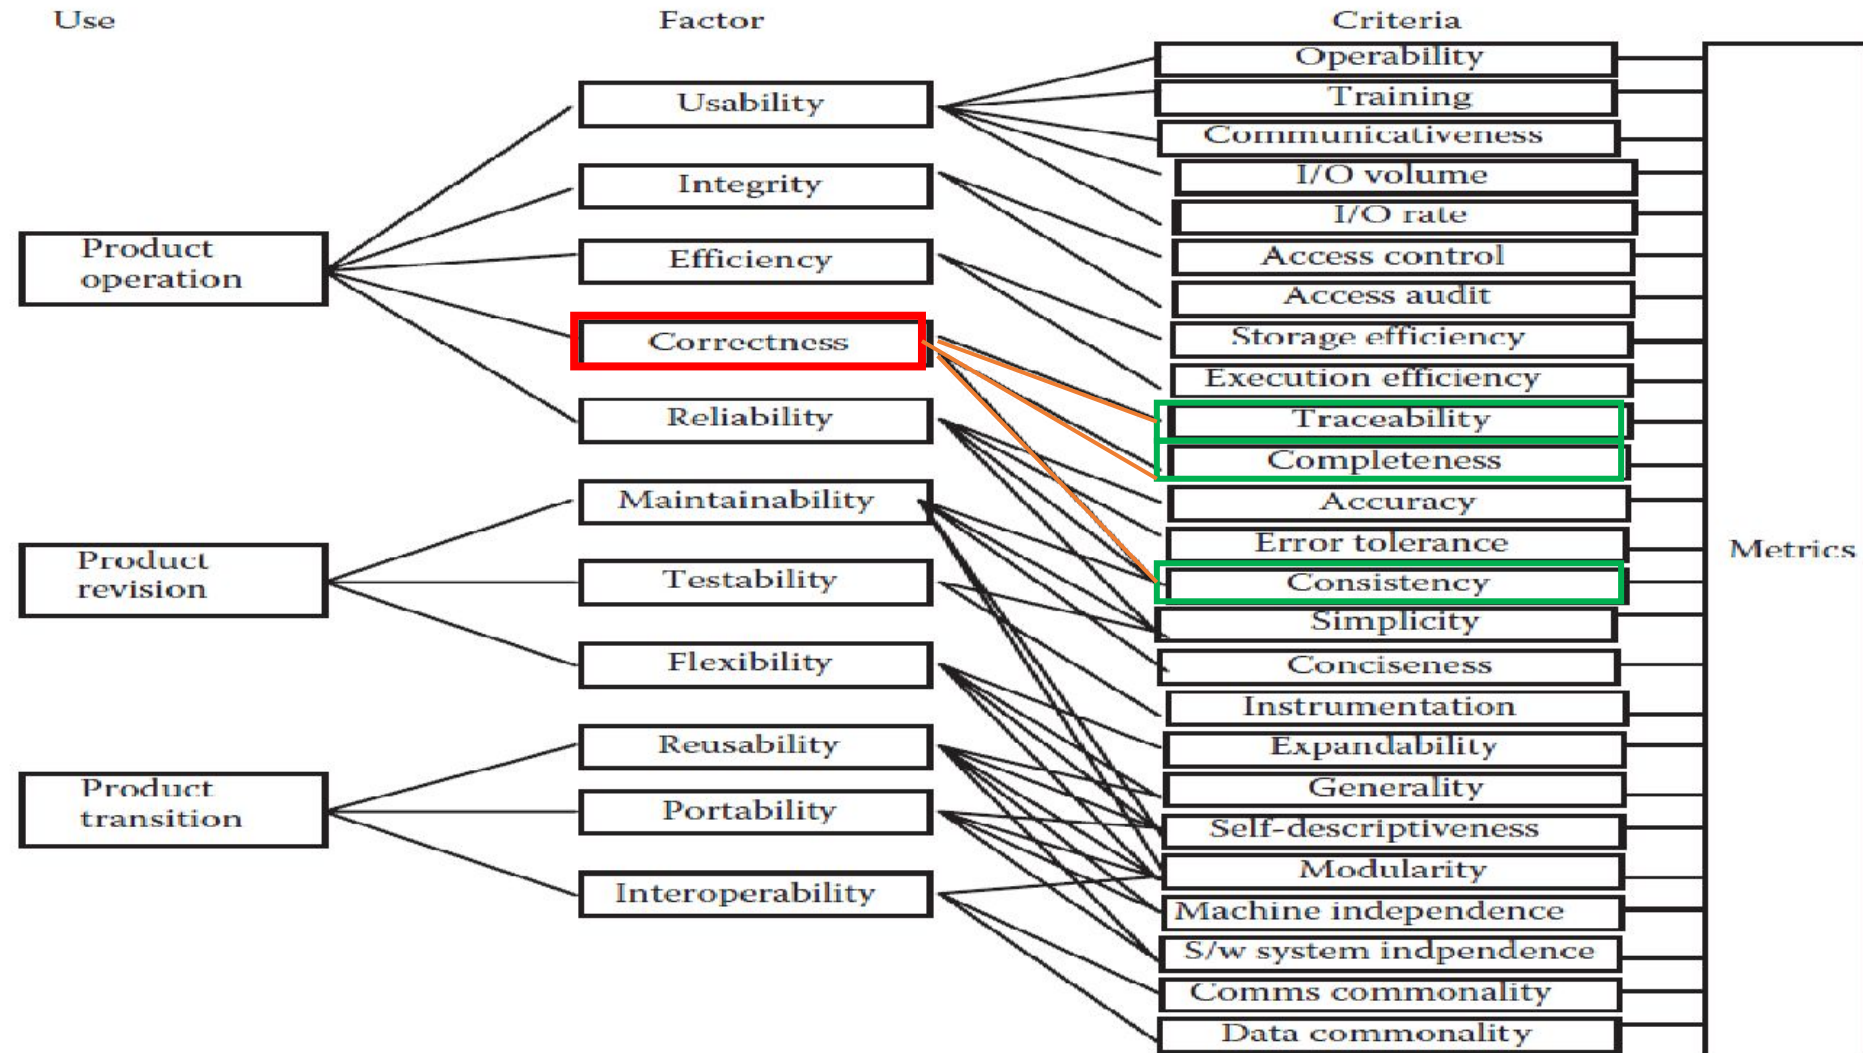 Use
Factor
Criteria
Product
operation
Product
revision
Product
transition
Usability
Integrity
Efficiency
Correctness
Reliability
Maintainability
Testability
Flexibility
Reusability
Portability
Interoperability
Operability
Training
Communicativeness
I/O volume
I/O rate
Access control
Access audit
Storage efficiency
Execution efficiency
Traceability
Completeness
Accuracy
Error tolerance
Consistency
Simplicity
Conciseness
Instrumentation
Expandability
Generality
Self-descriptiveness
Modularity
Machine independence
S/w system indpendence
Comms commonality
Data commonality
Metrics